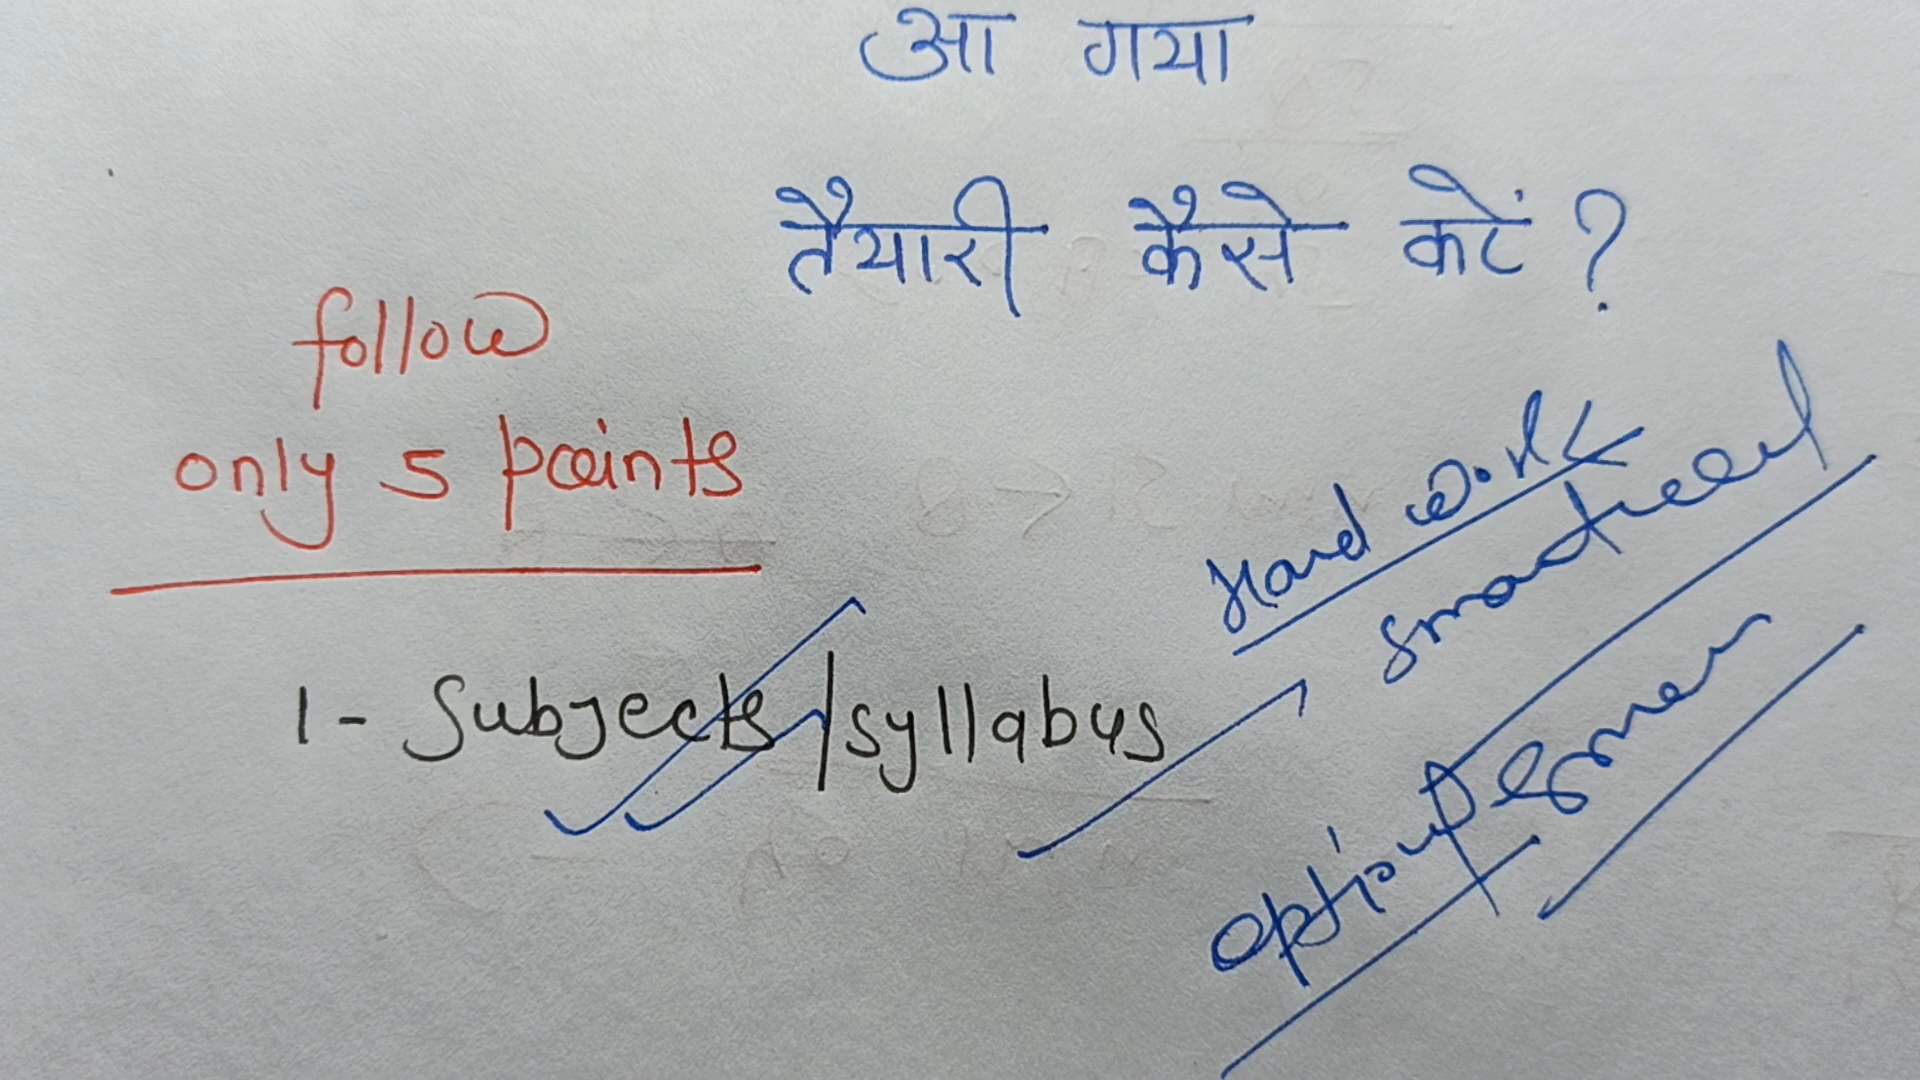 आ गया
तैयारी कैसे करें?
follow
only 5 points
Hard work
1- Subjects/syllabus